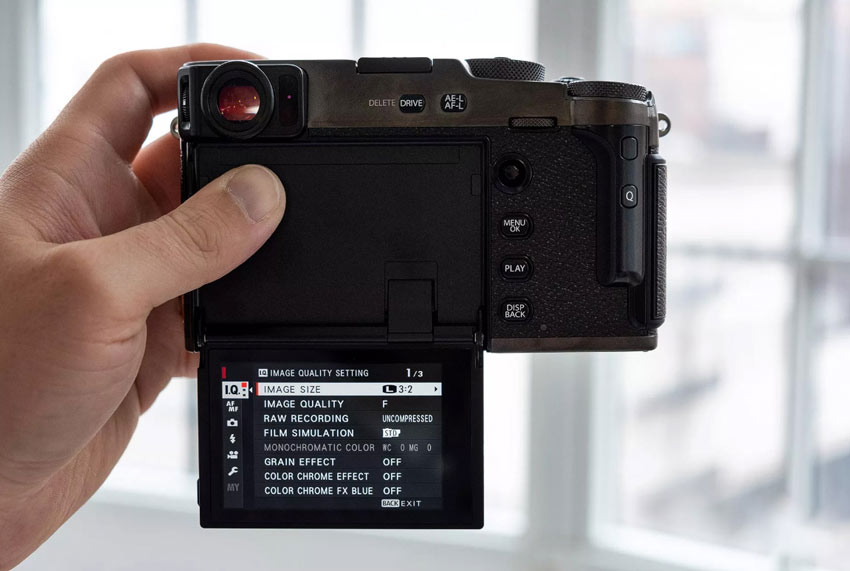 DELETE DRIVE AE-L
AF-L
Q
MENU
OK
PLAY
DISP
BACK
I.Q. IMAGE QUALITY SETTING 1/3
I.Q.
AF
MF
MY
IMAGE SIZE L 3:2
IMAGE QUALITY F
RAW RECORDING UNCOMPRESSED
FILM SIMULATION STD
MONOCHROMATIC COLOR WC 0 MG 0
GRAIN EFFECT OFF
COLOR CHROME EFFECT OFF
COLOR CHROME FX BLUE OFF
BACK EXIT